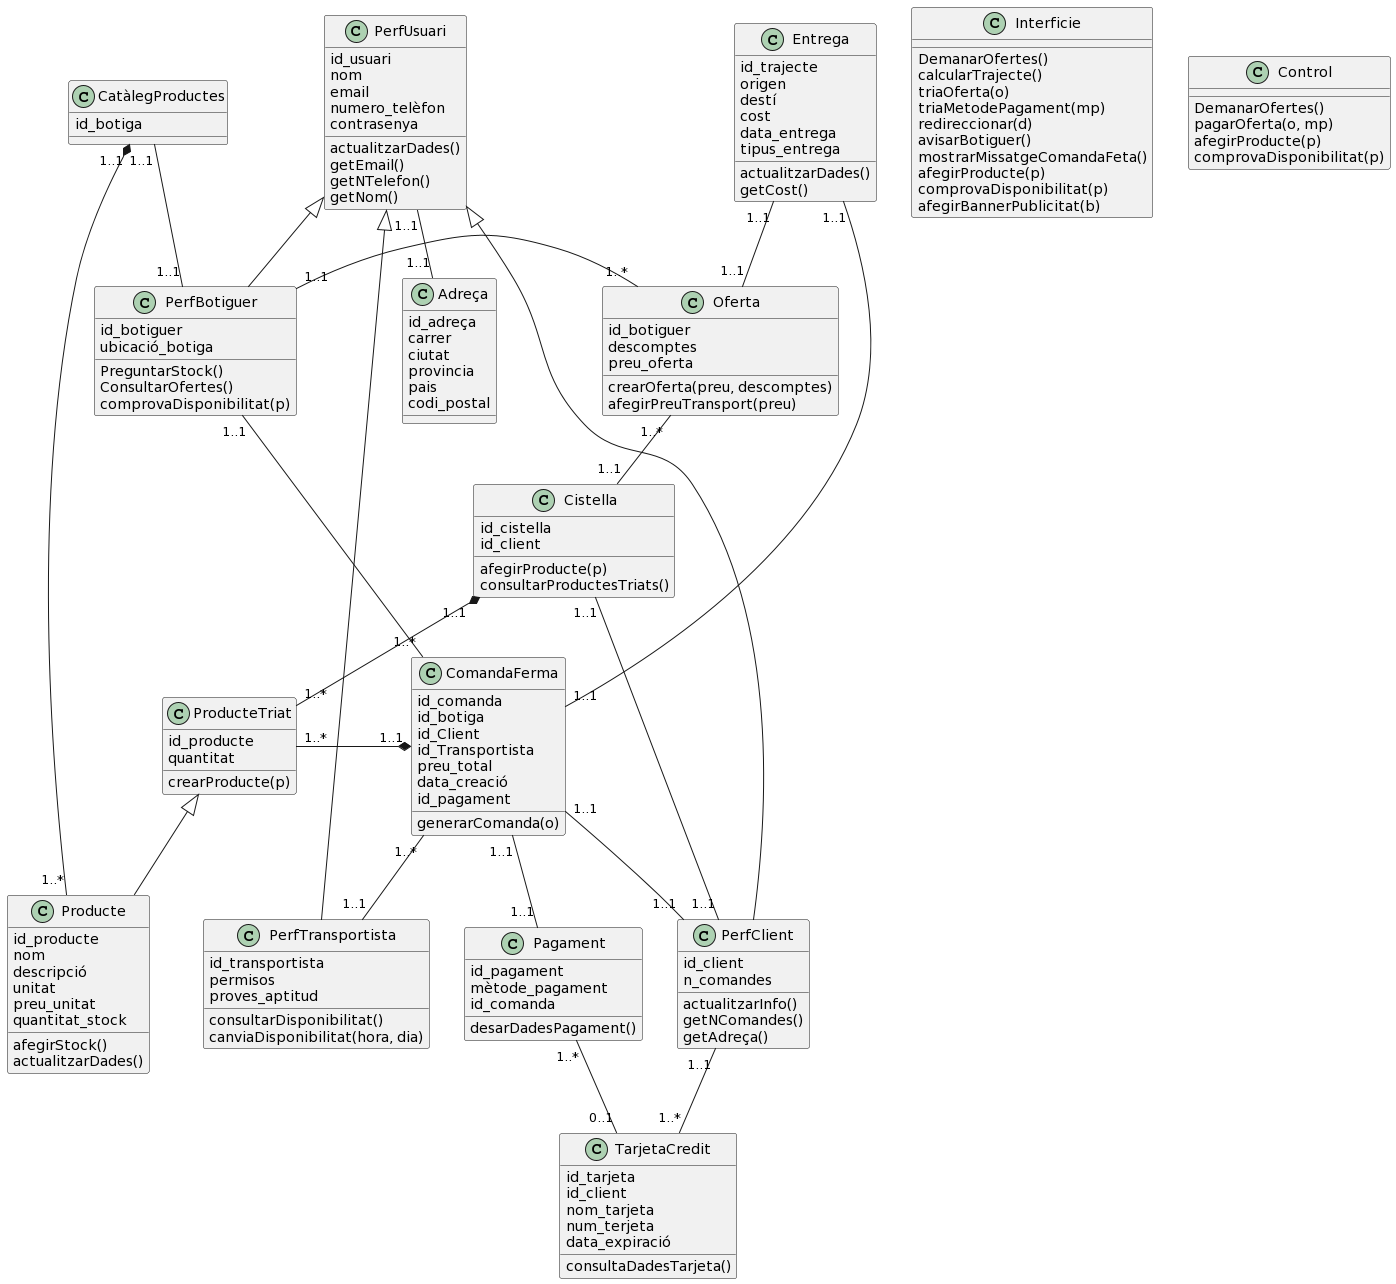 C PerfUsuari
id_usuari
nom
email
numero_telèfon
contrasenya
actualitzarDades()
getEmail()
getNTelefon()
getNom()
C Entrega
id_trajecte
origen
destí
cost
data_entrega
tipus_entrega
actualitzarDades()
getCost()
C Interficie
DemanarOfertes()
calcularTrajecte()
triaOferta(o)
triaMetodePagament(mp)
redireccionar(d)
avisarBotiguer()
mostrarMissatgeComandaFeta()
afegirProducte(p)
comprovaDisponibilitat(p)
afegirBannerPublicitat(b)
C Control
DemanarOfertes()
pagarOferta(o, mp)
afegirProducte(p)
comprovaDisponibilitat(p)
C CatàlegProductes
id_botiga
1..1
1..1
1..1
1..1
1..1
1..1
1..1
1..1
1..1
1..*
C PerfBotiguer
id_botiguer
ubicació_botiga
PreguntarStock()
ConsultarOfertes()
comprovaDisponibilitat(p)
C Adreça
id_adreça
carrer
ciutat
provincia
pais
codi_postal
C Oferta
id_botiguer
descomptes
preu_oferta
crearOferta(preu, descomptes)
afegirPreuTransport(preu)
1..1
1..*
1..1
C Cistella
id_cistella
id_client
afegirProducte(p)
consultarProductesTriats()
1..1
1..1
1..*
1..*
1..1
C ComandaFerma
id_comanda
id_botiga
id_Client
id_Transportista
preu_total
data_creació
id_pagament
generarComanda(o)
C ProducteTriat
id_producte
quantitat
crearProducte(p)
1..*
1..1
1..1
1..*
1..1
1..*
1..1
1..1
1..1
1..1
C Producte
id_producte
nom
descripció
unitat
preu_unitat
quantitat_stock
afegirStock()
actualitzarDades()
C PerfTransportista
id_transportista
permisos
proves_aptitud
consultarDisponibilitat()
canviaDisponibilitat(hora, dia)
C Pagament
id_pagament
mètode_pagament
id_comanda
desarDadesPagament()
C PerfClient
id_client
n_comandes
actualitzarInfo()
getNComandes()
getAdreça()
1..*
1..1
0..1
1..*
C TarjetaCredit
id_tarjeta
id_client
nom_tarjeta
num_terjeta
data_expiració
consultaDadesTarjeta()